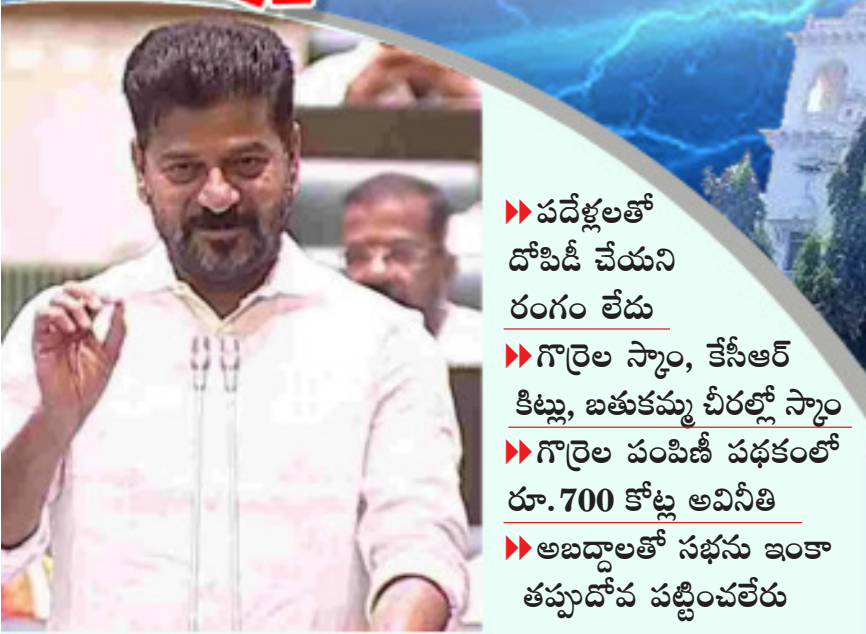 పదేళ్లలతో
దోపిడీ చేయని
రంగం లేదు
గొర్రెల స్కాం, కేసీఆర్
కిట్లు, బతుకమ్మ చీరల్లో స్కాం
గొర్రెల పంపిణీ పథకంలో
రూ.700 కోట్ల అవినీతి
అబద్దాలతో సభను ఇంకా
తప్పుదోవ పట్టించలేరు